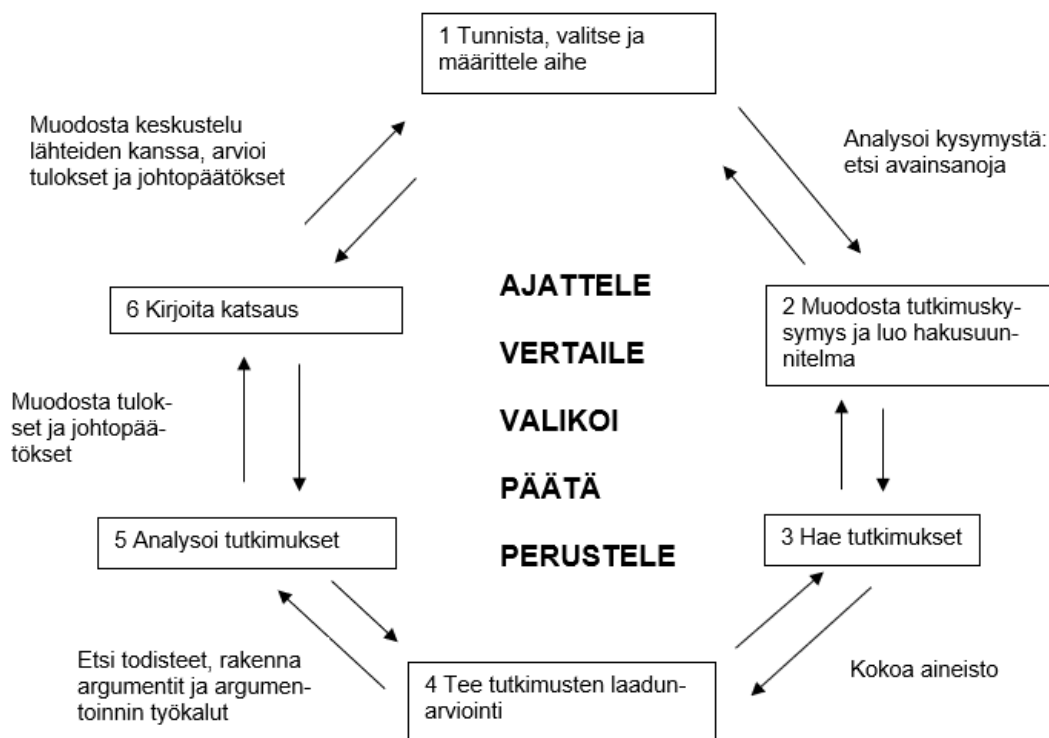 1 Tunnista, valitse ja
määrittele aihe
Muodosta keskustelu
lähteiden kanssa, arvioi
tulokset ja johtopäätökset
Analysoi kysymystä:
etsi avainsanoja
6 Kirjoita katsaus
AJATTELE
VERTAILE
VALIKOI
PÄÄTÄ
PERUSTELE
2 Muodosta tutkimusky-
symys ja luo hakusuun-
nitelma
Muodosta tulok-
set ja johtopää-
tökset
5 Analysoi tutkimukset
3 Hae tutkimukset
Etsi todisteet, rakenna
argumentit ja argumen-
toinnin työkalut
4 Tee tutkimusten laadun-
arviointi
Kokoa aineisto